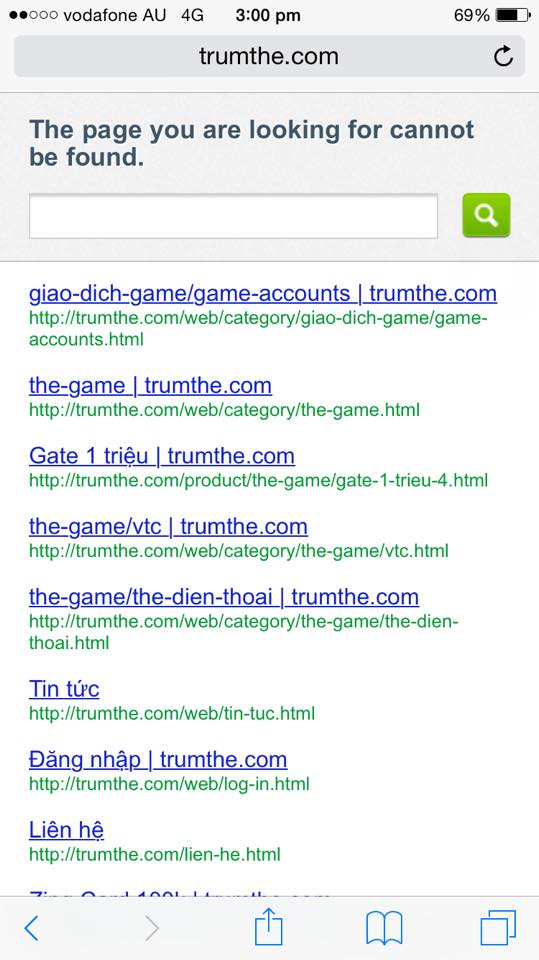 vodafone AU 4G 3:00 pm 69%
trumthe.com
The page you are looking for cannot
be found.
giao-dich-game/game-accounts | trumthe.com
http://trumthe.com/web/category/giao-dich-game/game-
accounts.html
the-game | trumthe.com
http://trumthe.com/web/category/the-game.html
Gate 1 triệu | trumthe.com
http://trumthe.com/product/the-game/gate-1-trieu-4.html
the-game/vtc | trumthe.com
http://trumthe.com/web/category/the-game/vtc.html
the-game/the-dien-thoai | trumthe.com
http://trumthe.com/web/category/the-game/the-dien-
thoai.html
Tin tức
http://trumthe.com/web/tin-tuc.html
Đăng nhập | trumthe.com
http://trumthe.com/web/log-in.html
Liên hệ
http://trumthe.com/lien-he.html
Zing Card 100k | trumthe.com